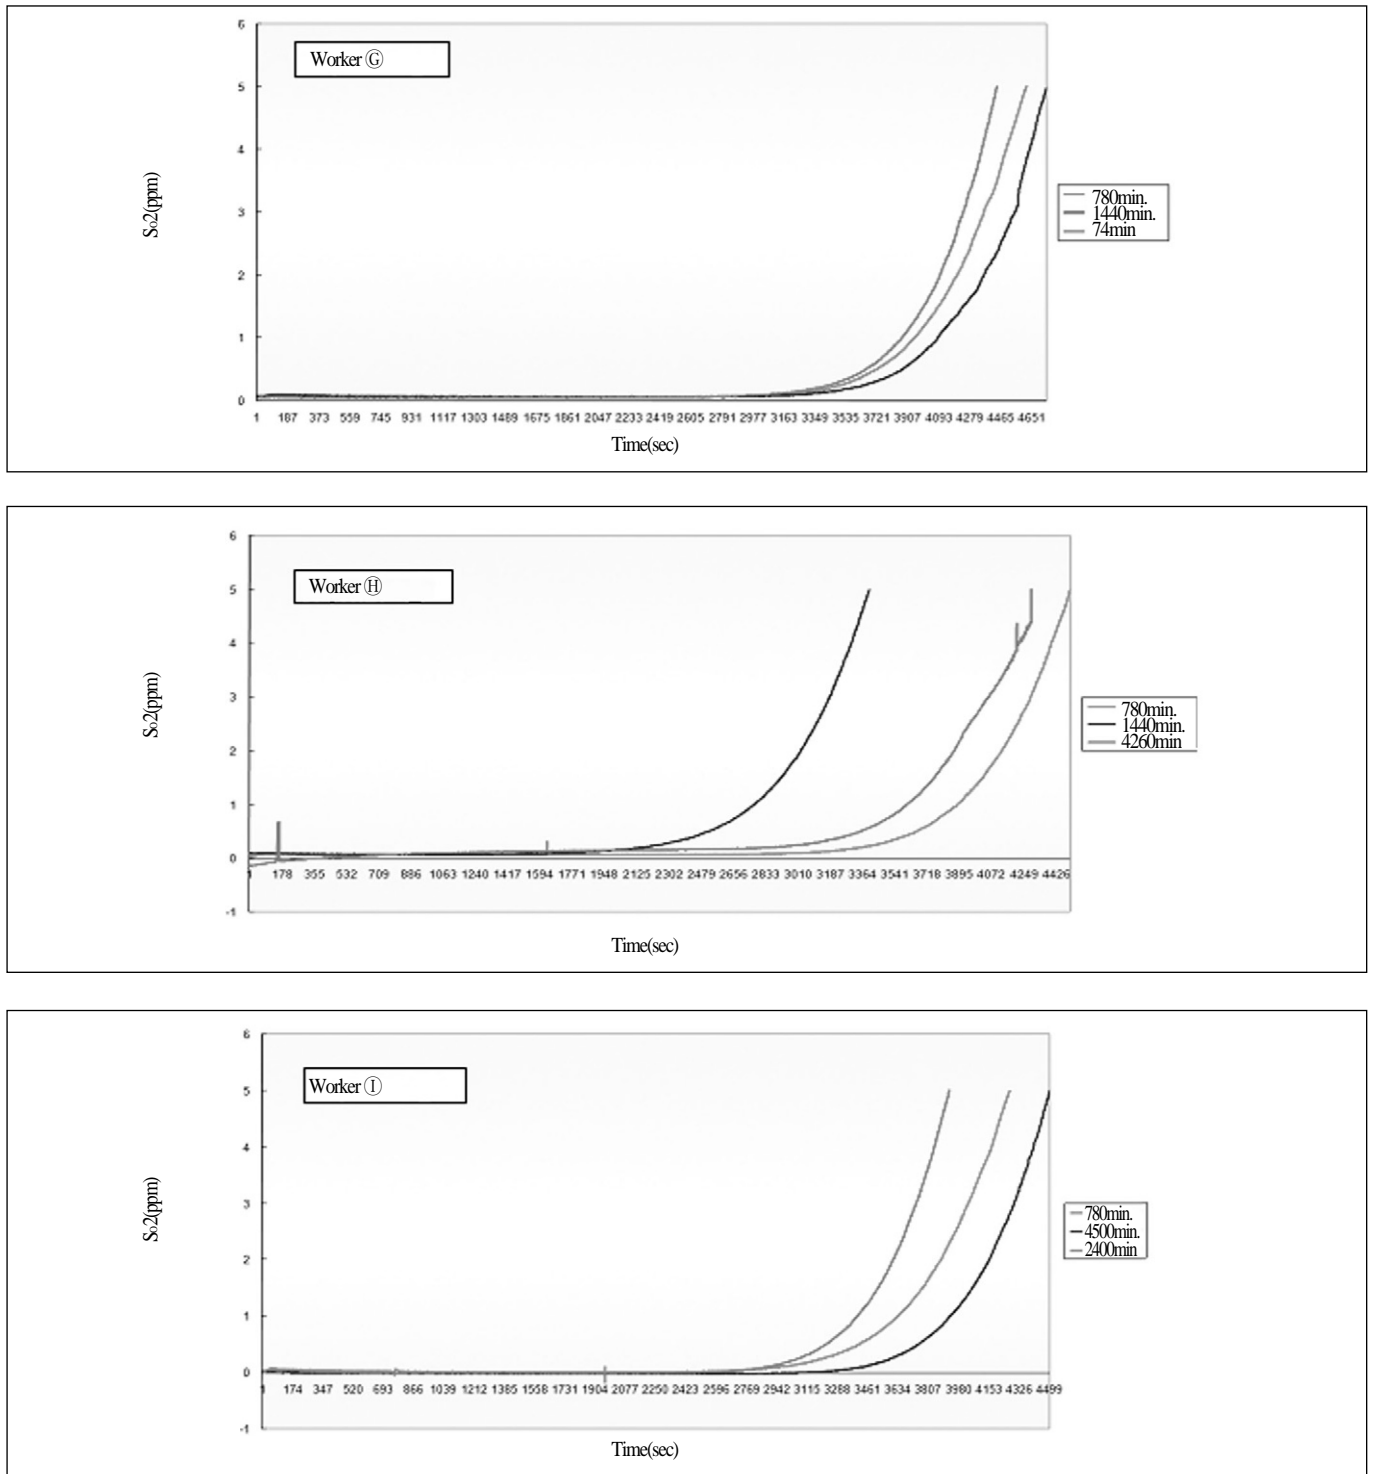 6
Worker Ⓖ
5
4
3
2
1
0
So2(ppm)
780min.
1440min.
74min
1 187 373 559 745 931 1117 1303 1489 1675 1861 2047 2233 2419 2605 2791 2977 3163 3349 3535 3721 3907 4093 4279 4465 4651
Time(sec)
6
Worker Ⓗ
5
4
3
2
1
0
-1
So2(ppm)
780min.
1440min.
4260min
1 178 355 532 709 886 1063 1240 1417 1594 1771 1948 2125 2302 2479 2656 2833 3010 3187 3364 3541 3718 3895 4072 4249 4426
Time(sec)
6
Worker Ⓘ
5
4
3
2
1
0
-1
So2(ppm)
780min.
4500min.
2400min
1 174 347 520 693 866 1039 1212 1385 1558 1731 1904 2077 2250 2423 2596 2769 2942 3115 3288 3461 3634 3807 3980 4153 4326 4499
Time(sec)